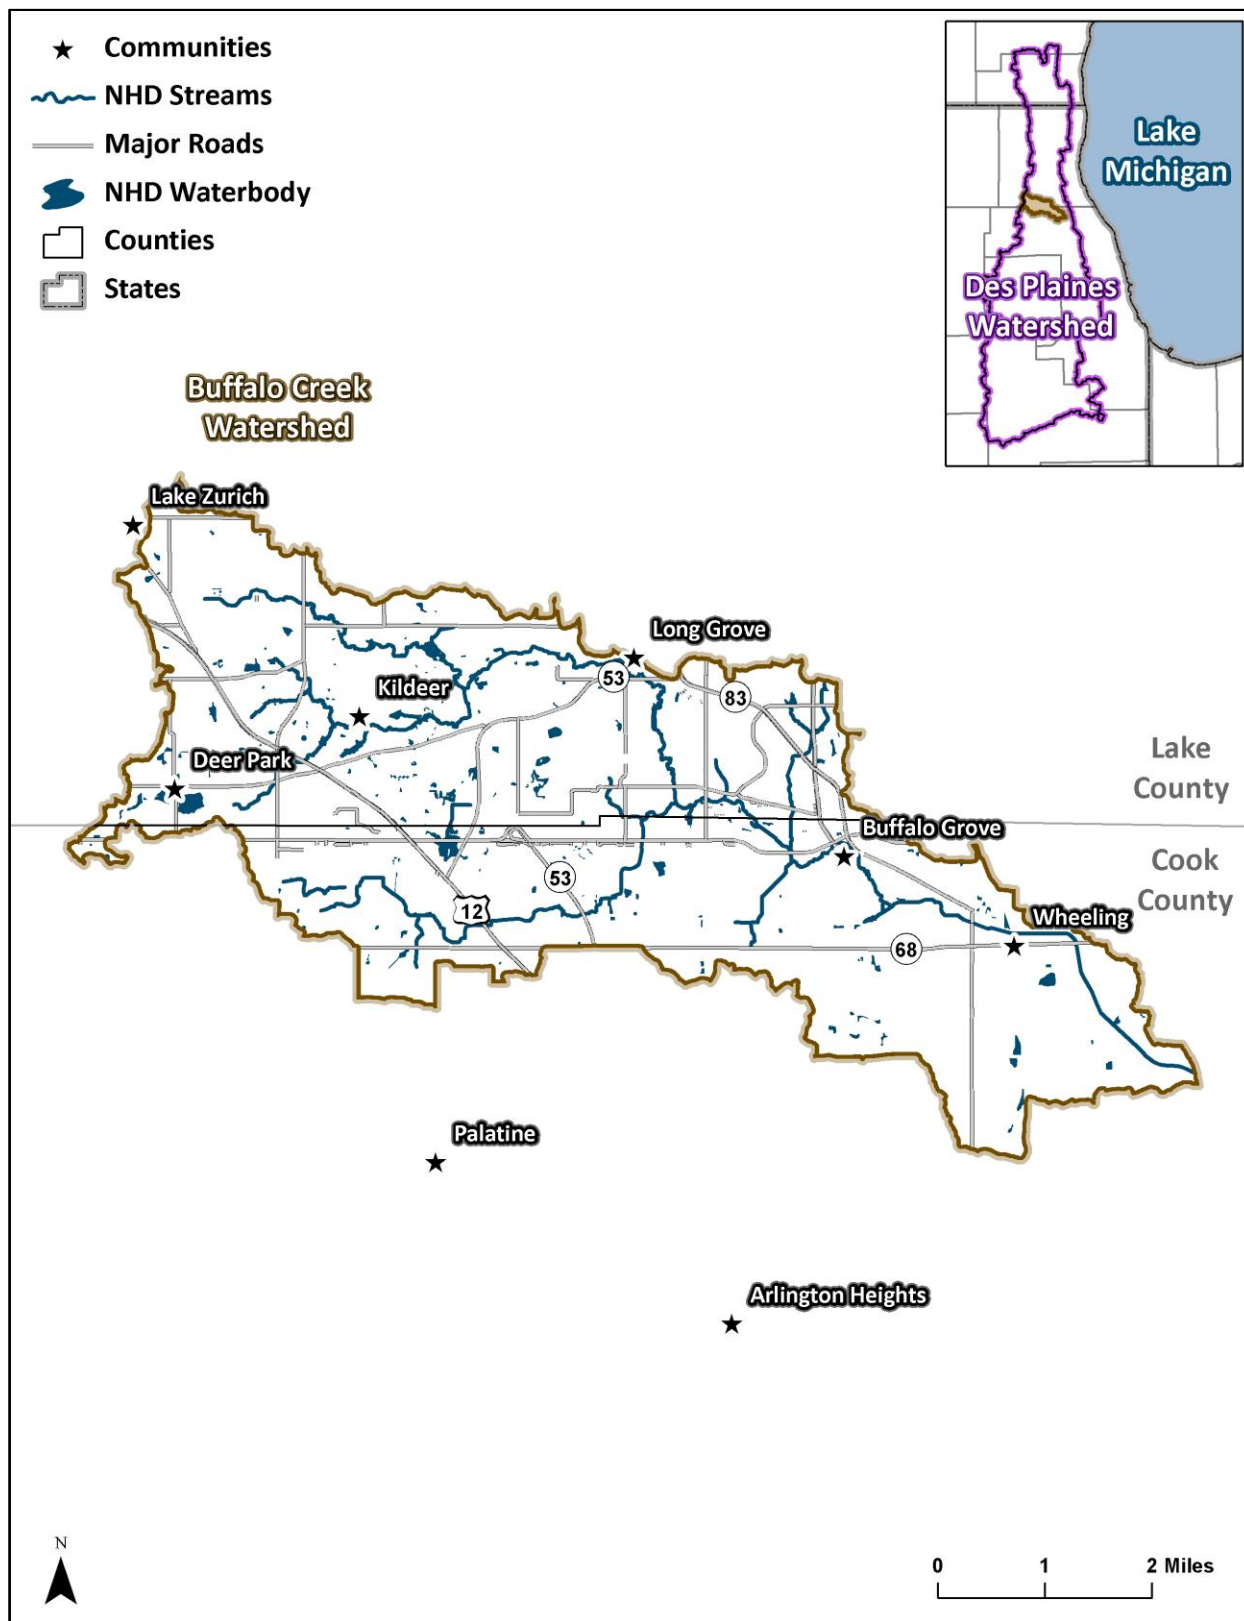 Communities
NHD Streams
Major Roads
NHD Waterbody
Counties
States
Lake
Michigan
Des Plaines
Watershed
Buffalo Creek
Watershed
Lake Zurich
Long Grove
53
83
Kildeer
Deer Park
Lake
County
Buffalo Grove
Cook
County
53
12
Wheeling
68
Palatine
Arlington Heights
N
0 1 2 Miles